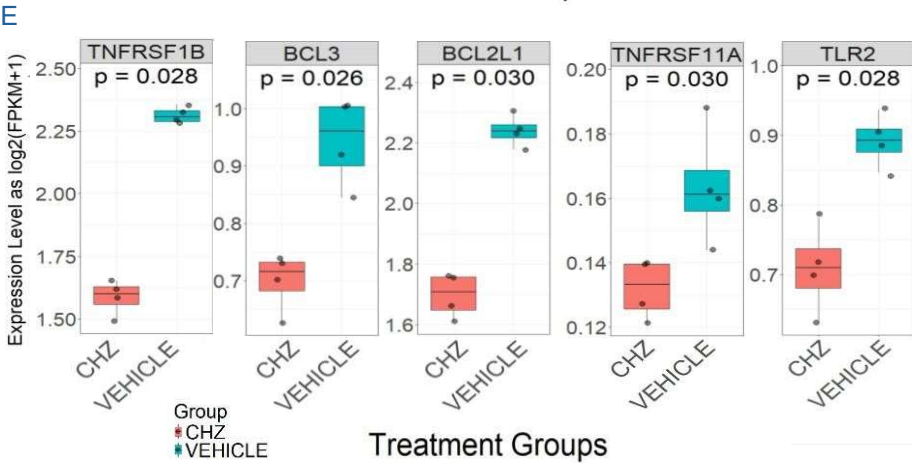 E
TNFRSF1B BCL3 BCL2L1 TNFRSF11A TLR2
p = 0.028 p = 0.026 p = 0.030 p = 0.030 p = 0.028
Expression Level as log2(FPKM+1)
2.50 2.25 2.00 1.75 1.50
1.0 0.9 0.8 0.7
2.4 2.2 2.0 1.8 1.6
0.20 0.18 0.16 0.14 0.12
1.0 0.9 0.8 0.7
CHZ VEHICLE CHZ VEHICLE CHZ VEHICLE CHZ VEHICLE CHZ VEHICLE
Group
CHZ
VEHICLE
Treatment Groups